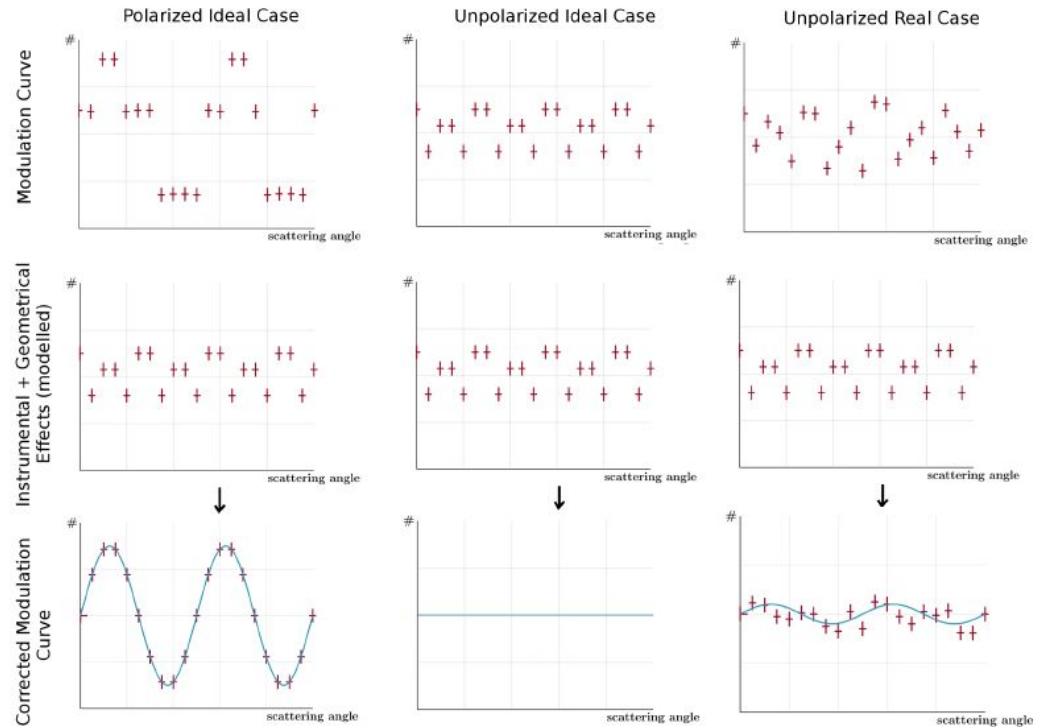 Polarized Ideal Case
Unpolarized Ideal Case
Unpolarized Real Case
Modulation Curve
#
scattering angle
#
scattering angle
#
scattering angle
Instrumental + Geometrical
Effects (modelled)
#
scattering angle
#
scattering angle
#
scattering angle
Corrected Modulation
Curve
#
scattering angle
#
scattering angle
#
scattering angle